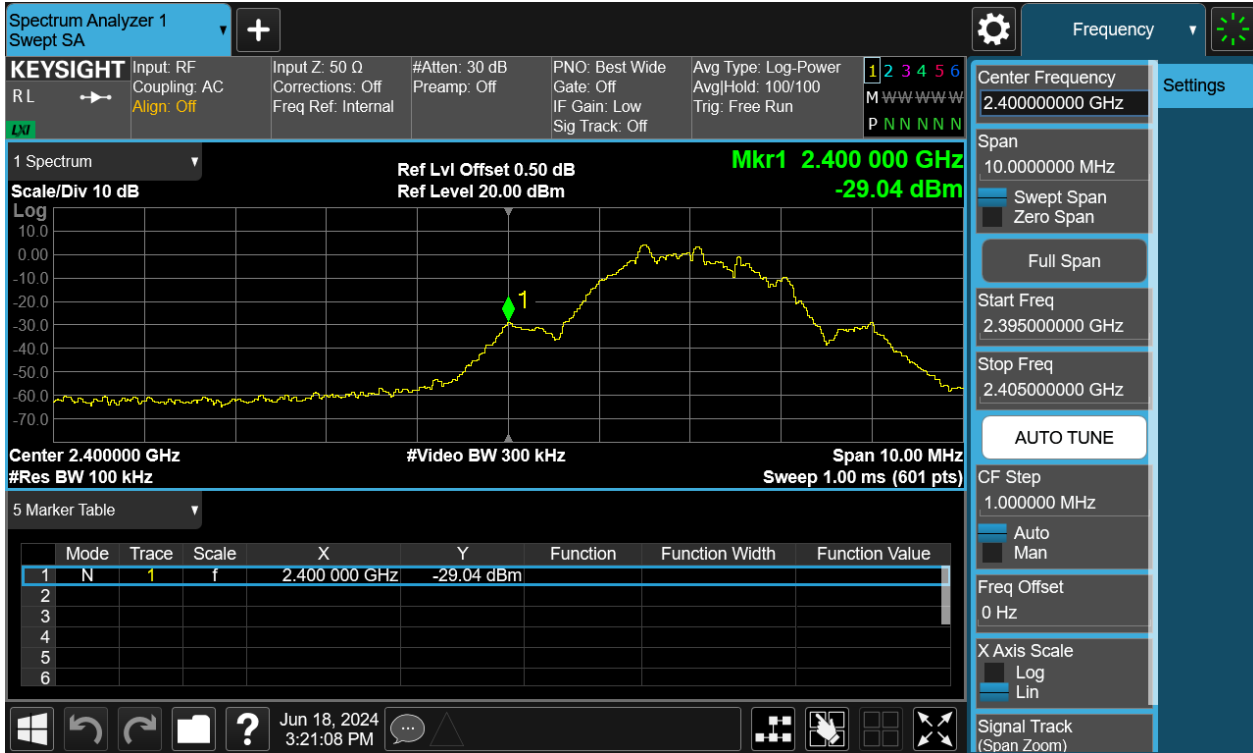 Spectrum Analyzer 1
Swept SA
Frequency
KEYSIGHT
R L
LXI
Input: RF
Coupling: AC
Align: Off
Input Z: 50 Ω
Corrections: Off
Freq Ref: Internal
#Atten: 30 dB
Preamp: Off
PNO: Best Wide
Gate: Off
IF Gain: Low
Sig Track: Off
Avg Type: Log-Power
Avg|Hold: 100/100
Trig: Free Run
1 2 3 4 5 6
M W W W W W
P N N N N N
1 Spectrum
Scale/Div 10 dB
Ref Lvl Offset 0.50 dB
Ref Level 20.00 dBm
Mkr1 2.400 000 GHz
-29.04 dBm
Log
10.0
0.00
-10.0
-20.0
-30.0
-40.0
-50.0
-60.0
-70.0
1
Center 2.400000 GHz
#Res BW 100 kHz
#Video BW 300 kHz
Span 10.00 MHz
Sweep 1.00 ms (601 pts)
5 Marker Table
Mode Trace Scale X Y Function Function Width Function Value
1 N 1 f 2.400 000 GHz -29.04 dBm
2
3
4
5
6
Jun 18, 2024
3:21:08 PM
Center Frequency
2.400000000 GHz
Span
10.0000000 MHz
Swept Span
Zero Span
Full Span
Start Freq
2.395000000 GHz
Stop Freq
2.405000000 GHz
AUTO TUNE
CF Step
1.000000 MHz
Auto
Man
Freq Offset
0 Hz
X Axis Scale
Log
Lin
Signal Track
(Span Zoom)
Settings